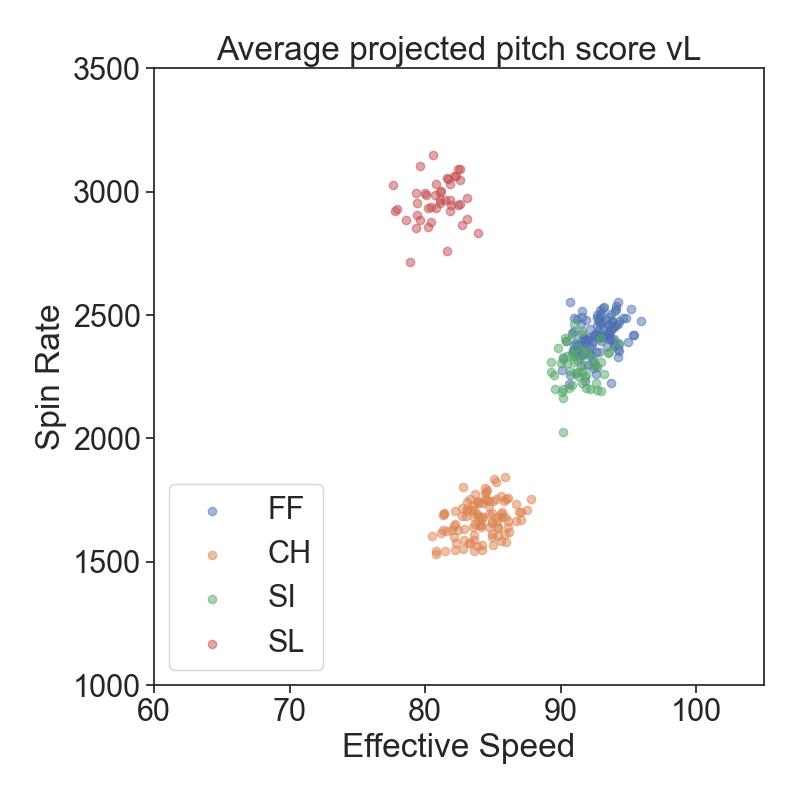 Average projected pitch score vL
3500
3000
2500
2000
1500
1000
Spin Rate
FF
CH
SI
SL
60 70 80 90 100
Effective Speed